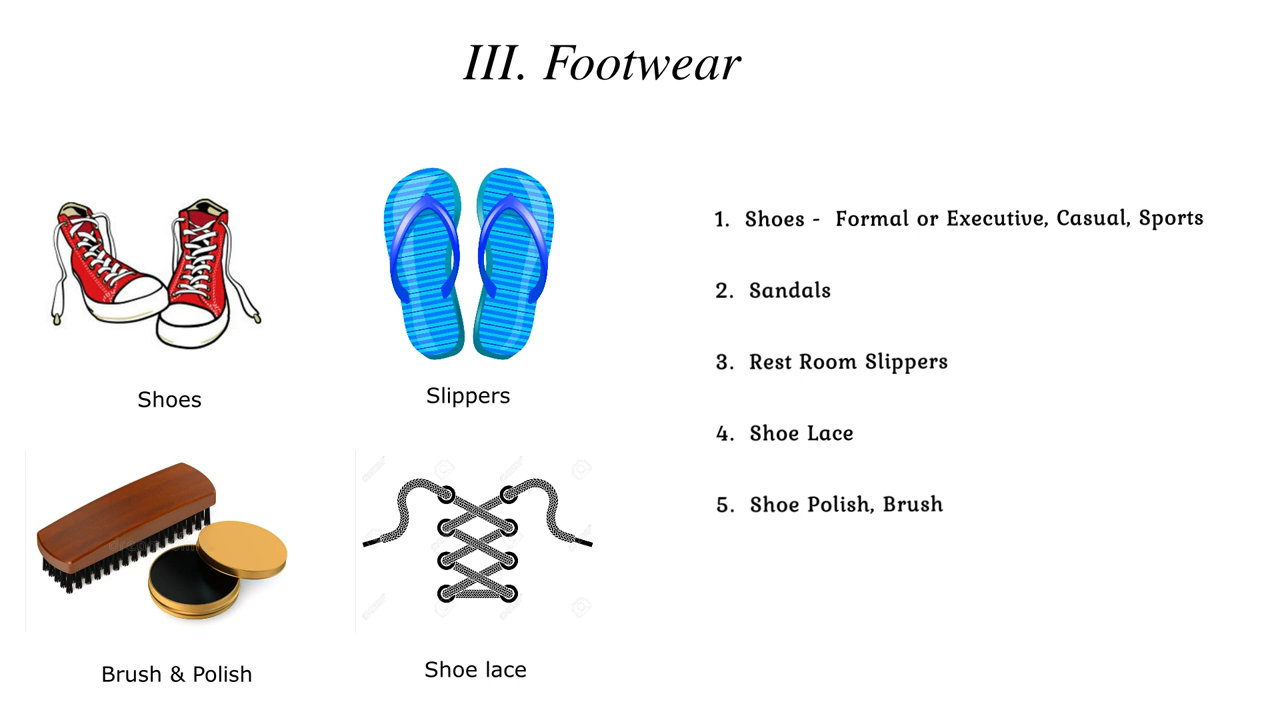 III. Footwear
Shoes
Slippers
Brush & Polish
Shoe lace
1. Shoes - Formal or Executive, Casual, Sports
2. Sandals
3. Rest Room Slippers
4. Shoe Lace
5. Shoe Polish, Brush